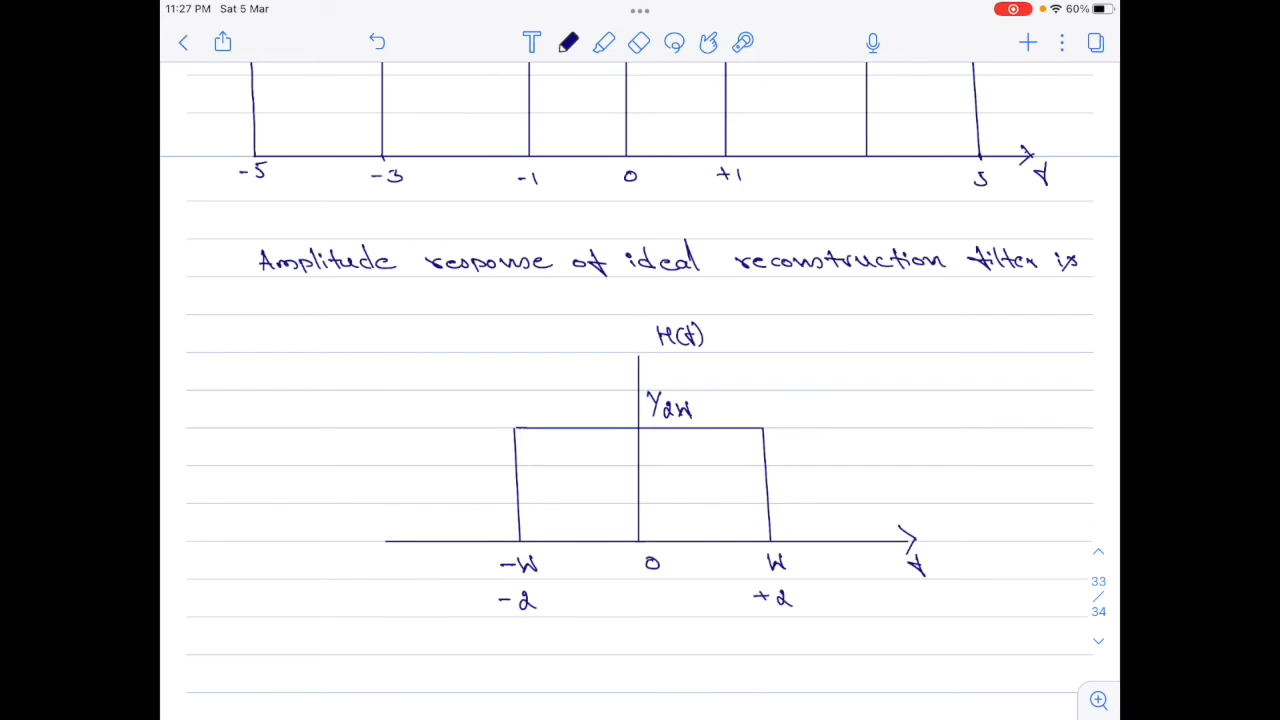 11:27 PM Sat 5 Mar
60%
T
-5 -3 -1 0 +1 5 f
Amplitude response of ideal reconstruction filter is
H(f)
1/2W
-W 0 W f
-2 +2
33
/
34